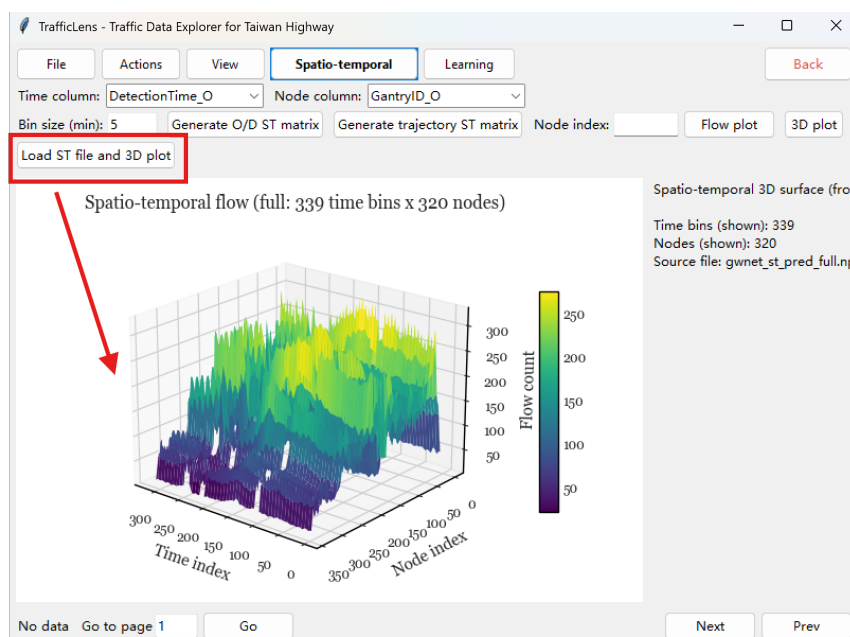 TrafficLens - Traffic Data Explorer for Taiwan Highway
File Actions View Spatio-temporal Learning Back
Time column: DetectionTime_O Node column: GantryID_O
Bin size (min): 5 Generate O/D ST matrix Generate trajectory ST matrix Node index: Flow plot 3D plot
Load ST file and 3D plot
Spatio-temporal flow (full: 339 time bins x 320 nodes)
Spatio-temporal 3D surface (fro
Time bins (shown): 339
Nodes (shown): 320
Source file: gwnet_st_pred_full.np
300
250
200
150
100
50
Flow count
250
200
150
100
50
300 250 200 150 100 50 0
Time index
350 300 250 200 150 100 50 0
Node index
No data Go to page 1 Go Next Prev